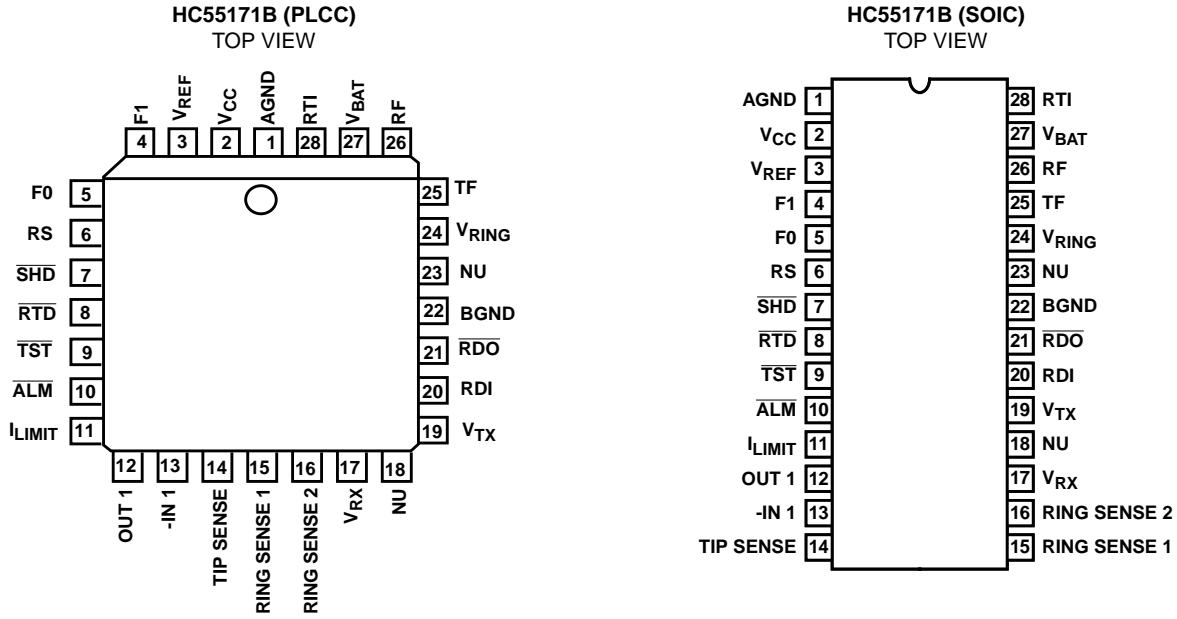 HC55171B (PLCC)
TOP VIEW
F1
VREF
VCC
AGND
RTI
VBAT
RF
4 3 2 1 28 27 26
F0 5
RS 6
SHD 7
RTD 8
TST 9
ALM 10
ILIMIT 11
25 TF
24 VRING
23 NU
22 BGND
21 RDO
20 RDI
19 VTX
12 13 14 15 16 17 18
OUT 1
-IN 1
TIP SENSE
RING SENSE 1
RING SENSE 2
VRX
NU
HC55171B (SOIC)
TOP VIEW
AGND 1
VCC 2
VREF 3
F1 4
F0 5
RS 6
SHD 7
RTD 8
TST 9
ALM 10
ILIMIT 11
OUT 1 12
-IN 1 13
TIP SENSE 14
28 RTI
27 VBAT
26 RF
25 TF
24 VRING
23 NU
22 BGND
21 RDO
20 RDI
19 VTX
18 NU
17 VRX
16 RING SENSE 2
15 RING SENSE 1